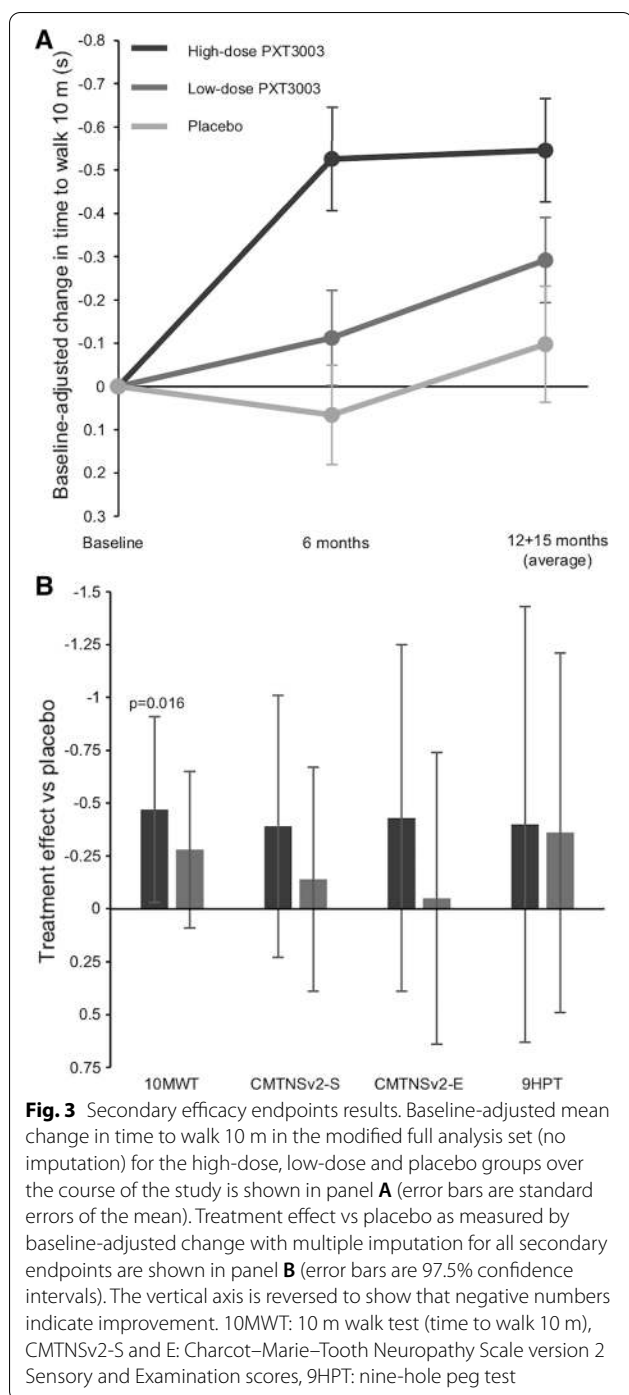 A
Baseline-adjusted change in time to walk 10 m (s)
-0.8
-0.7
-0.6
-0.5
-0.4
-0.3
-0.2
-0.1
0
0.1
0.2
0.3
High-dose PXT3003
Low-dose PXT3003
Placebo
Baseline
6 months
12+15 months
(average)
B
Treatment effect vs placebo
-1.5
-1.25
-1
-0.75
-0.5
-0.25
0
0.25
0.5
0.75
p=0.016
10MWT
CMTNSv2-S
CMTNSv2-E
9HPT
Fig. 3 Secondary efficacy endpoints results. Baseline-adjusted mean
change in time to walk 10 m in the modified full analysis set (no
imputation) for the high-dose, low-dose and placebo groups over
the course of the study is shown in panel A (error bars are standard
errors of the mean). Treatment effect vs placebo as measured by
baseline-adjusted change with multiple imputation for all secondary
endpoints are shown in panel B (error bars are 97.5% confidence
intervals). The vertical axis is reversed to show that negative numbers
indicate improvement. 10MWT: 10 m walk test (time to walk 10 m),
CMTNSv2-S and E: Charcot–Marie–Tooth Neuropathy Scale version 2
Sensory and Examination scores, 9HPT: nine-hole peg test